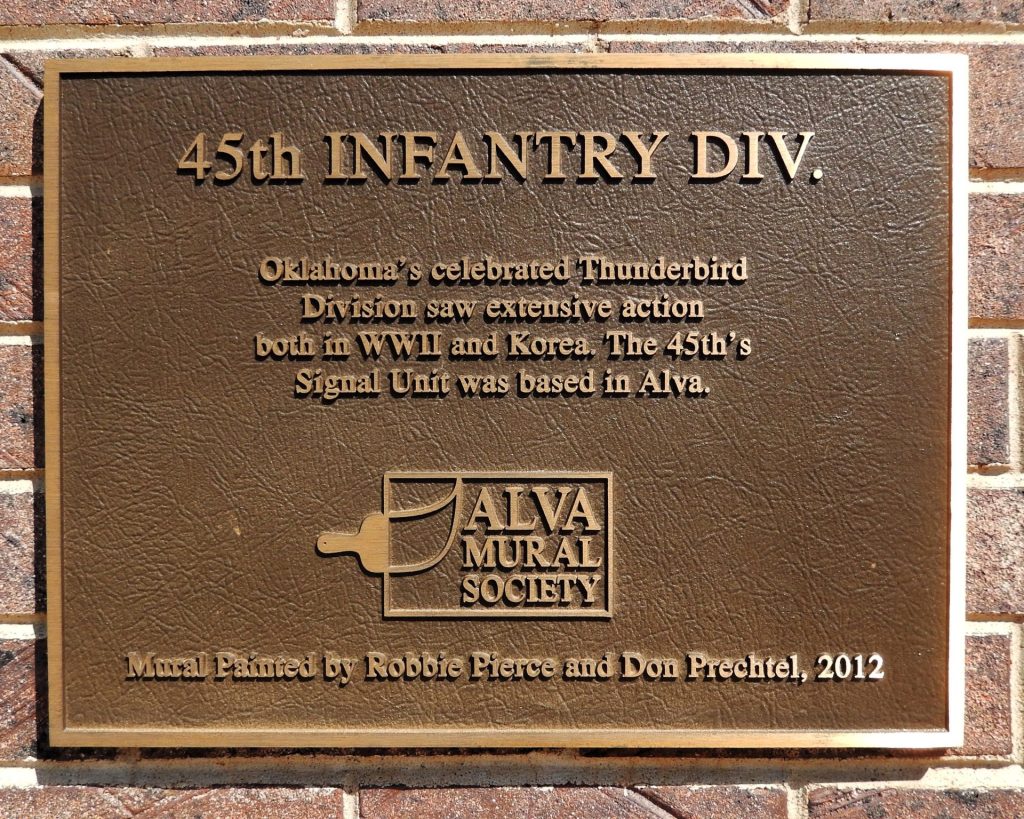 45th INFANTRY DIV.
Oklahoma's celebrated Thunderbird
Division saw extensive action
both in WWII and Korea. The 45th's
Signal Unit was based in Alva.
ALVA
MURAL
SOCIETY
Mural Painted by Robbie Pierce and Don Prechtel, 2012